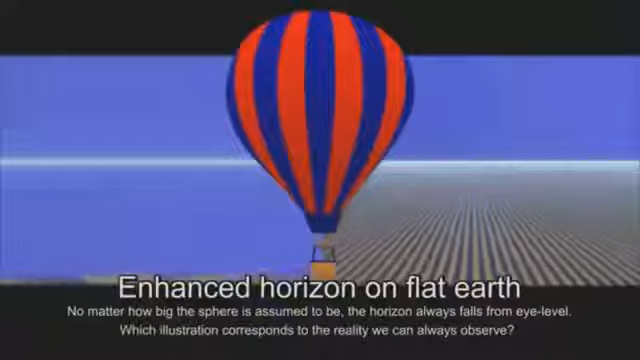 Enhanced horizon on flat earth
No matter how big the sphere is assumed to be, the horizon always falls from eye-level.
Which illustration corresponds to the reality we can always observe?